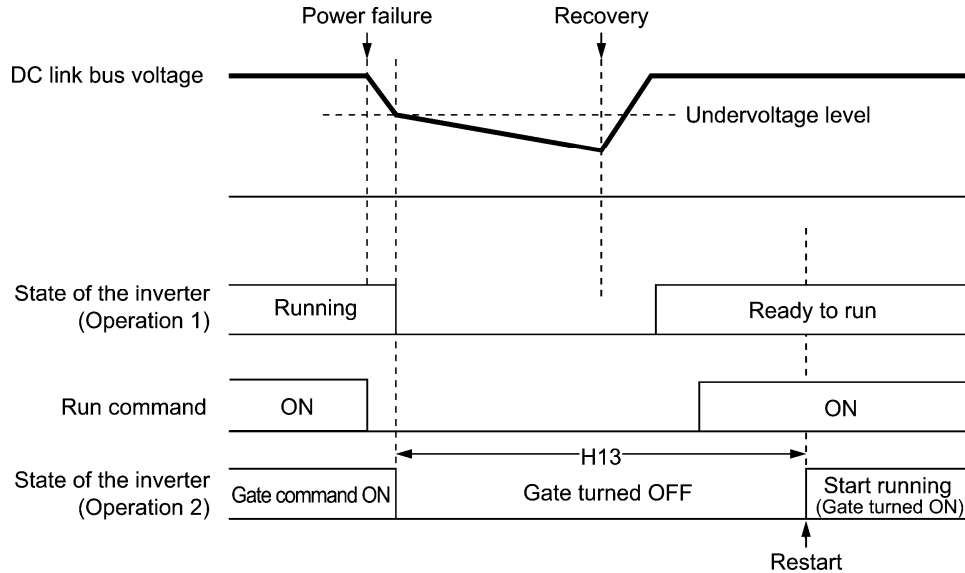 Power failure
Recovery
DC link bus voltage
Undervoltage level
State of the inverter
(Operation 1)
Running
Ready to run
Run command
ON
ON
H13
State of the inverter
(Operation 2)
Gate command ON
Gate turned OFF
Start running
(Gate turned ON)
Restart